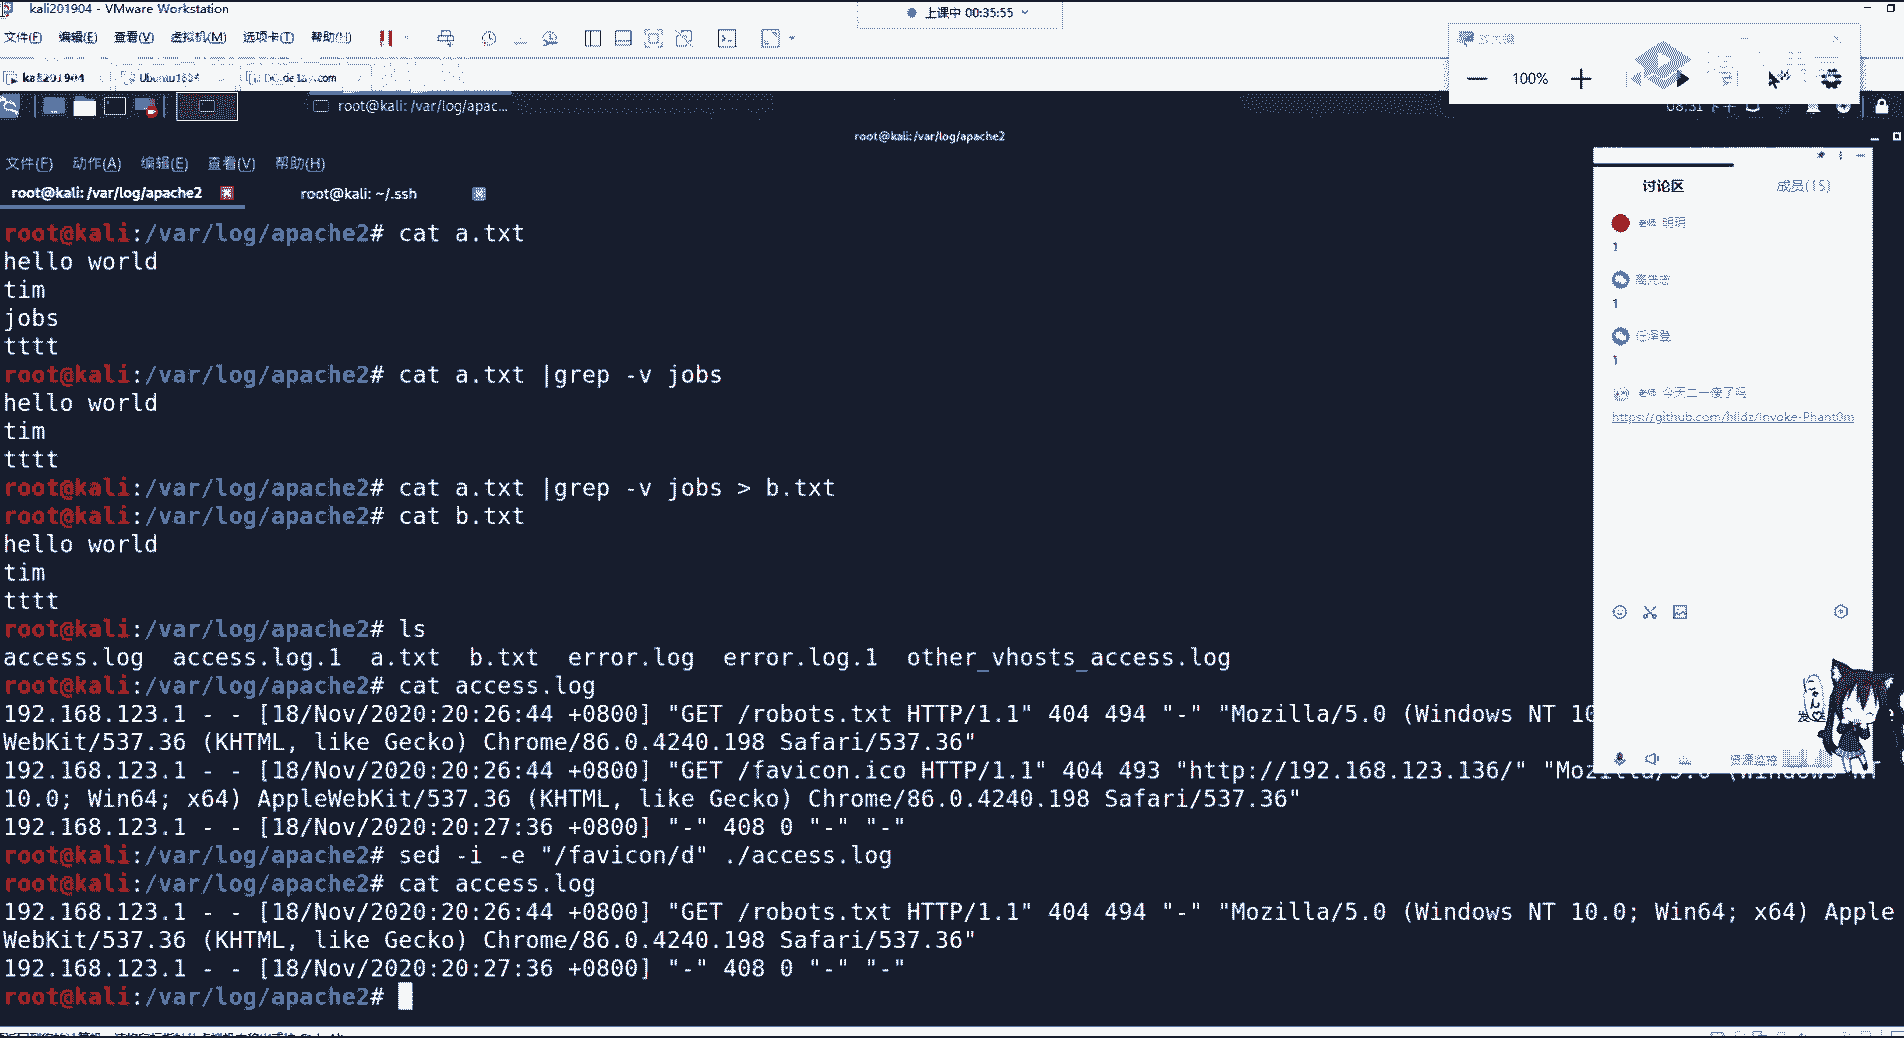 kali201904 - VMware Workstation
上课中 00:35:55
文件(F) 编辑(E) 查看(V) 虚拟机(M) 选项卡(T) 帮助(H)
100%
kali201904
root@kali: /var/log/apac...
root@kali: /var/log/apache2
文件(F) 动作(A) 编辑(E) 查看(V) 帮助(H)
root@kali: /var/log/apache2 root@kali: ~/.ssh
讨论区 成员(15)
老师 明玥
1
1
1
root@kali:/var/log/apache2# cat a.txt
hello world
tim
jobs
tttt
root@kali:/var/log/apache2# cat a.txt |grep -v jobs
hello world
tim
tttt
root@kali:/var/log/apache2# cat a.txt |grep -v jobs > b.txt
root@kali:/var/log/apache2# cat b.txt
hello world
tim
tttt
root@kali:/var/log/apache2# ls
access.log access.log.1 a.txt b.txt error.log error.log.1 other_vhosts_access.log
root@kali:/var/log/apache2# cat access.log
192.168.123.1 - - [18/Nov/2020:20:26:44 +0800] "GET /robots.txt HTTP/1.1" 404 494 "-" "Mozilla/5.0 (Windows NT
WebKit/537.36 (KHTML, like Gecko) Chrome/86.0.4240.198 Safari/537.36"
192.168.123.1 - - [18/Nov/2020:20:26:44 +0800] "GET /favicon.ico HTTP/1.1" 404 493 "http://192.168.123.136/"
10.0; Win64; x64) AppleWebKit/537.36 (KHTML, like Gecko) Chrome/86.0.4240.198 Safari/537.36"
192.168.123.1 - - [18/Nov/2020:20:27:36 +0800] "-" 408 0 "-" "-"
root@kali:/var/log/apache2# sed -i -e "/favicon/d" ./access.log
root@kali:/var/log/apache2# cat access.log
192.168.123.1 - - [18/Nov/2020:20:26:44 +0800] "GET /robots.txt HTTP/1.1" 404 494 "-" "Mozilla/5.0 (Windows NT 10.0; Win64; x64) Apple
WebKit/537.36 (KHTML, like Gecko) Chrome/86.0.4240.198 Safari/537.36"
192.168.123.1 - - [18/Nov/2020:20:27:36 +0800] "-" 408 0 "-" "-"
root@kali:/var/log/apache2#